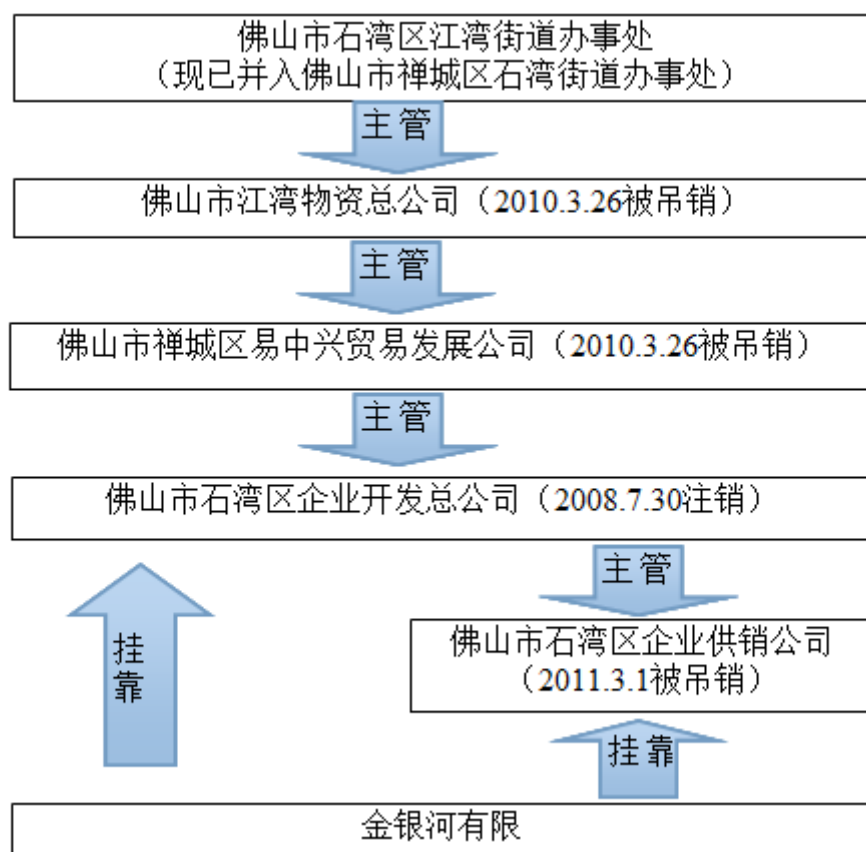 佛山市石湾区江湾街道办事处
（现已并入佛山市禅城区石湾街道办事处）
主管
佛山市江湾物资总公司（2010.3.26被吊销）
主管
佛山市禅城区易中兴贸易发展公司（2010.3.26被吊销）
主管
佛山市石湾区企业开发总公司（2008.7.30注销）
主管
佛山市石湾区企业供销公司
（2011.3.1被吊销）
挂
靠
挂靠
金银河有限